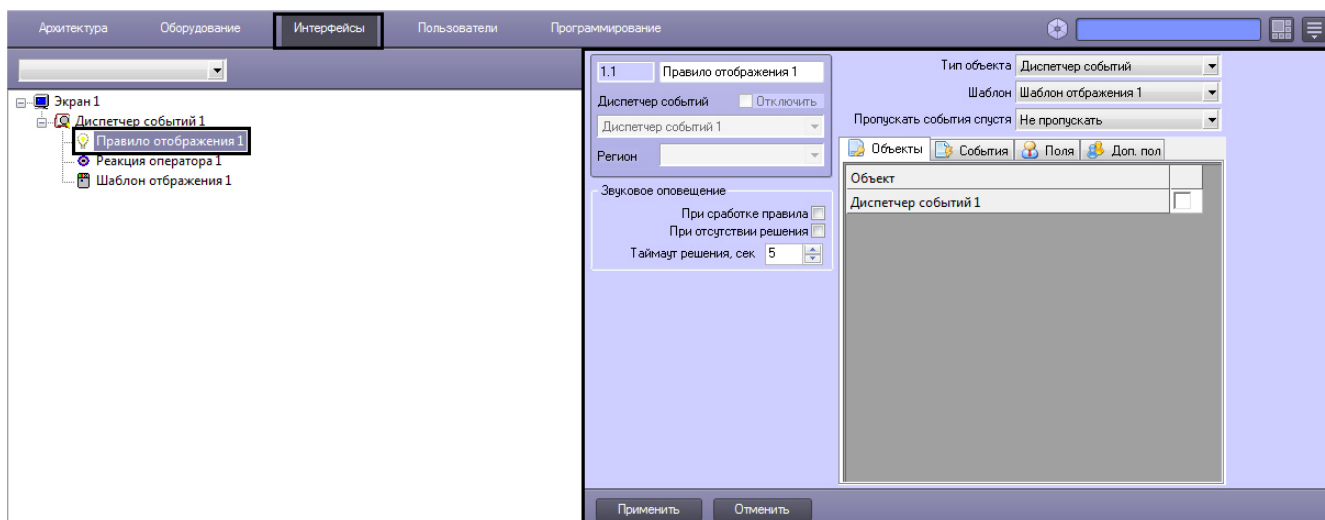 Архитектура Оборудование Интерфейсы Пользователи Программирование
Экран 1
Диспетчер событий 1
Правило отображения 1
Реакция оператора 1
Шаблон отбражения 1
1.1 Правило отображения 1
Диспетчер событий Отключить
Диспетчер событий 1
Регион
Звуковое оповещение
При сработке правила
При отсутствии решения
Таймаут решения, сек 5
Тип объекта Диспетчер событий
Шаблон Шаблон отбражения 1
Пропускать события спустя Не пропускать
Объекты События Поля Доп. пол
Объект
Диспетчер событий 1
Применить Отменить